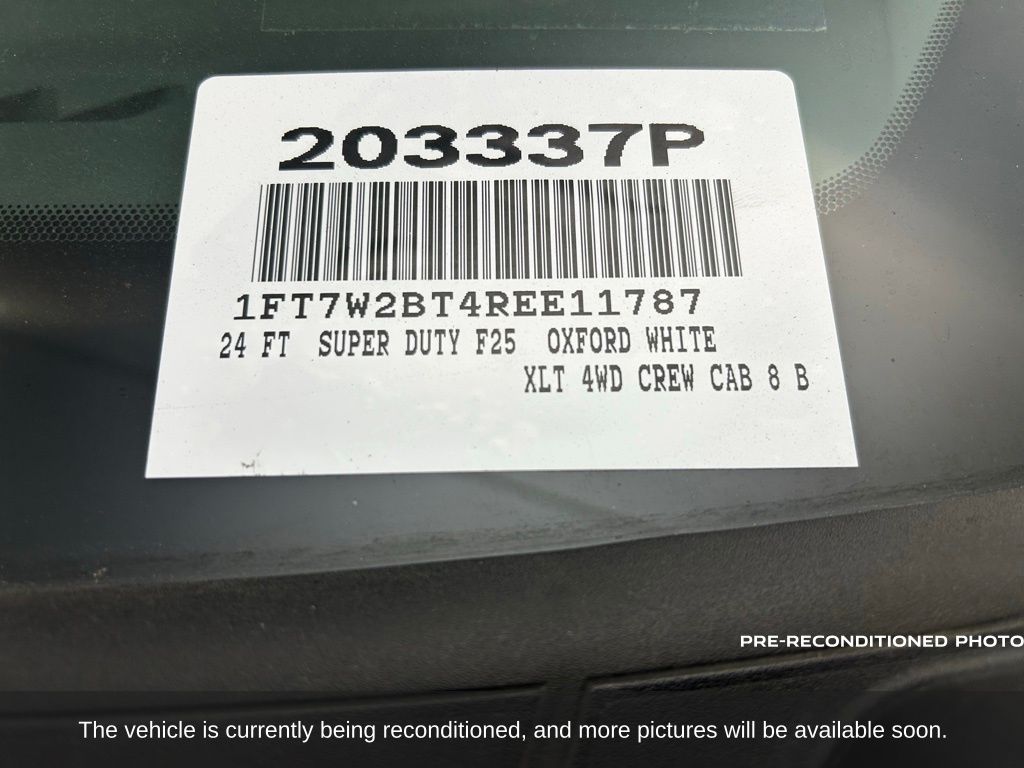 203337P
1FT7W2BT4REE11787
24 FT SUPER DUTY F25 OXFORD WHITE
XLT 4WD CREW CAB 8 B
PRE-RECONDITIONED PHOTO
The vehicle is currently being reconditioned, and more pictures will be available soon.